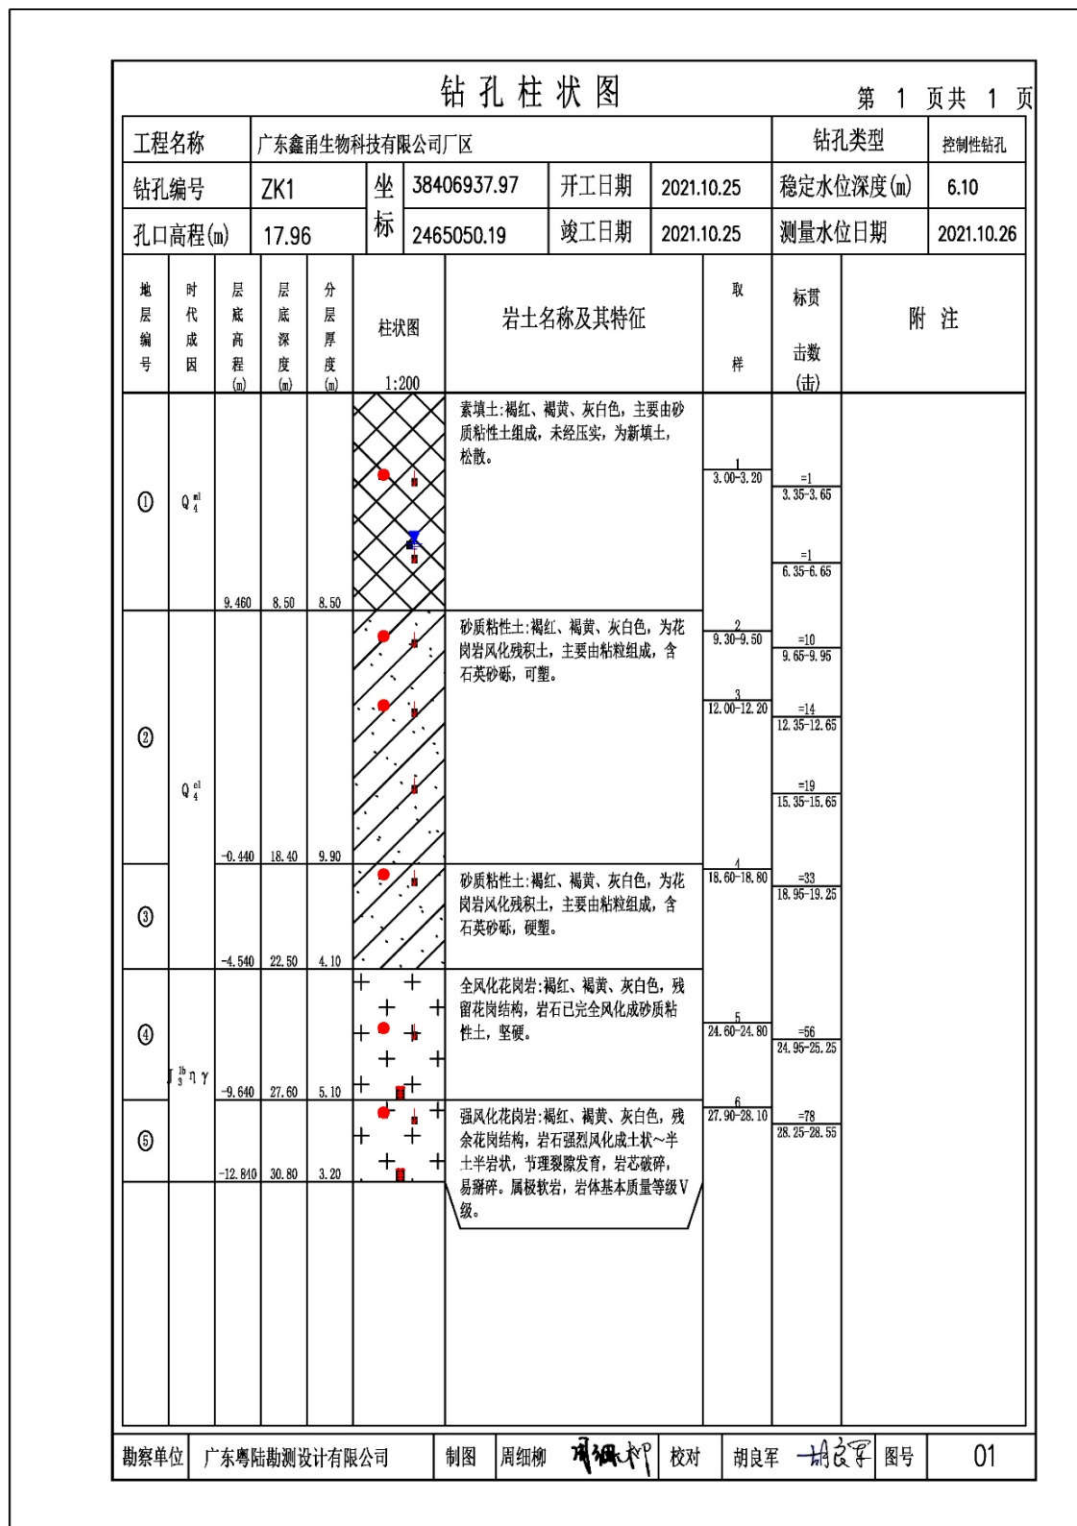 钻孔柱状图
第 1 页共 1 页
工程名称 广东鑫甬生物科技有限公司厂区 钻孔类型 控制性钻孔
钻孔编号 ZK1 坐标 38406937.97 开工日期 2021.10.25 稳定水位深度(m) 6.10
孔口高程(m) 17.96 2465050.19 竣工日期 2021.10.25 测量水位日期 2021.10.26
地层编号 时代成因 层底高程(m) 层底深度(m) 分层厚度(m) 柱状图 1:200 岩土名称及其特征 取样 标贯击数(击) 附注
素填土:褐红、褐黄、灰白色，主要由砂
质粘性土组成，未经压实，为新填土，
松散。
1
3.00-3.20
=1
3.35-3.65
① Q4ml
=1
6.35-6.65
9.460 8.50 8.50
砂质粘性土:褐红、褐黄、灰白色，为花
岗岩风化残积土，主要由粘粒组成，含
石英砂砾，可塑。
2
9.30-9.50
=10
9.65-9.95
3
12.00-12.20
=14
12.35-12.65
②
Q4el
=19
15.35-15.65
-0.440 18.40 9.90
4
18.60-18.80
=33
18.95-19.25
砂质粘性土:褐红、褐黄、灰白色，为花
岗岩风化残积土，主要由粘粒组成，含
石英砂砾，硬塑。
③
-4.540 22.50 4.10
全风化花岗岩:褐红、褐黄、灰白色，残
留花岗结构，岩石已完全风化成砂质粘
性土，坚硬。
5
24.60-24.80
=56
24.95-25.25
④
J31bηγ
-9.640 27.60 5.10
6
27.90-28.10
=78
28.25-28.55
强风化花岗岩:褐红、褐黄、灰白色，残
余花岗结构，岩石强烈风化成土状～半
土半岩状，节理裂隙发育，岩芯破碎，
易掰碎。属极软岩，岩体基本质量等级V
级。
⑤
-12.840 30.80 3.20
勘察单位 广东粤陆勘测设计有限公司 制图 周细柳 周细柳 校对 胡良军 胡良军 图号 01